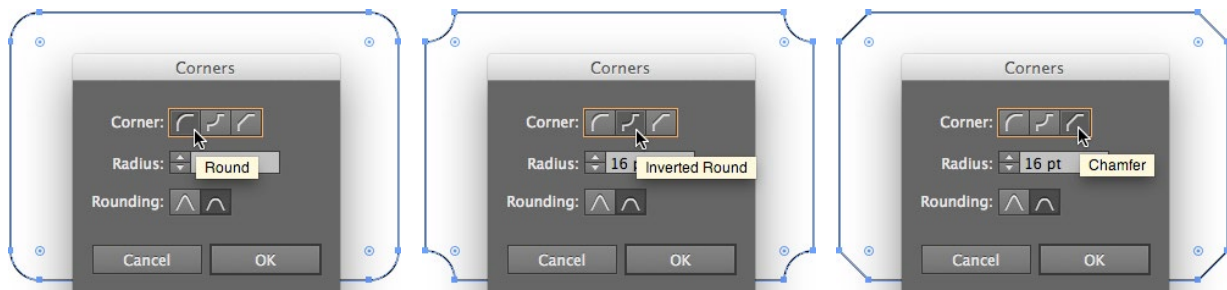 Corners
Corner:
Radius:
Round
Rounding:
Cancel OK
Corners
Corner:
Radius: 16
Inverted Round
Rounding:
Cancel OK
Corners
Corner:
Radius: 16 pt
Chamfer
Rounding:
Cancel OK